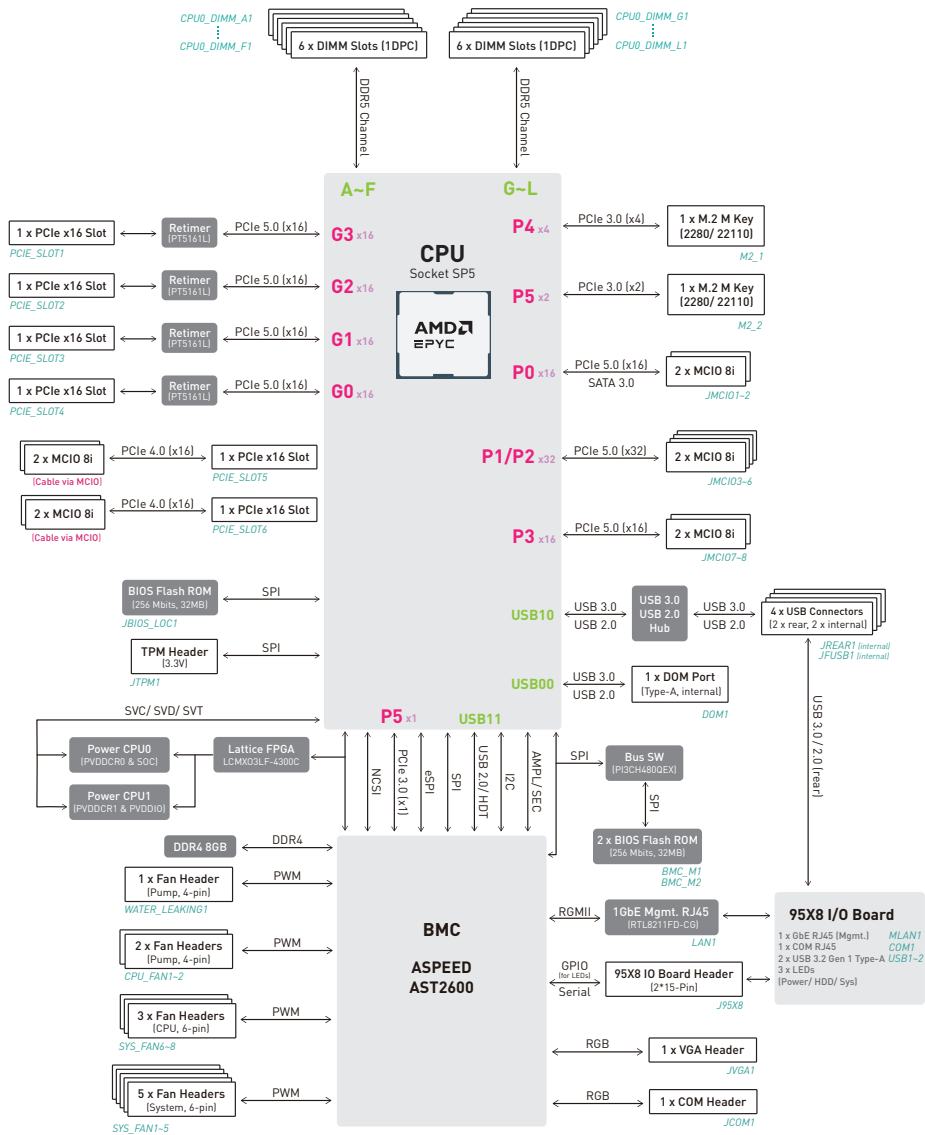 CPU0_DIMM_A1
CPU0_DIMM_F1
6 x DIMM Slots (1DPC)
6 x DIMM Slots (1DPC)
CPU0_DIMM_G1
CPU0_DIMM_L1
DDR5 Channel
DDR5 Channel
A~F
G~L
CPU
Socket SP5
AMD
EPYC
1 x PCIe x16 Slot
PCIE_SLOT1
Retimer
(PT5161L)
PCIe 5.0 (x16)
G3 x16
1 x PCIe x16 Slot
PCIE_SLOT2
Retimer
(PT5161L)
PCIe 5.0 (x16)
G2 x16
1 x PCIe x16 Slot
PCIE_SLOT3
Retimer
(PT5161L)
PCIe 5.0 (x16)
G1 x16
1 x PCIe x16 Slot
PCIE_SLOT4
Retimer
(PT5161L)
PCIe 5.0 (x16)
G0 x16
2 x MCIO 8i
(Cable via MCIO)
PCIe 4.0 (x16)
1 x PCIe x16 Slot
PCIE_SLOT5
2 x MCIO 8i
(Cable via MCIO)
PCIe 4.0 (x16)
1 x PCIe x16 Slot
PCIE_SLOT6
P4 x4
PCIe 3.0 (x4)
1 x M.2 M Key
(2280/ 22110)
M2_1
P5 x2
PCIe 3.0 (x2)
1 x M.2 M Key
(2280/ 22110)
M2_2
P0 x16
PCIe 5.0 (x16)
SATA 3.0
2 x MCIO 8i
JMCIO1~2
P1/P2 x32
PCIe 5.0 (x32)
2 x MCIO 8i
JMCIO3~6
P3 x16
PCIe 5.0 (x16)
2 x MCIO 8i
JMCIO7~8
BIOS Flash ROM
(256 Mbits, 32MB)
JBIOS_LOC1
SPI
TPM Header
(3.3V)
JTPM1
SPI
USB10
USB 3.0
USB 2.0
USB 3.0
USB 2.0
Hub
USB 3.0
USB 2.0
4 x USB Connectors
(2 x rear, 2 x internal)
JREAR1 (internal)
JFUSB1 (internal)
USB00
USB 3.0
USB 2.0
1 x DOM Port
(Type-A, internal)
DOM1
USB 3.0 / 2.0 (rear)
P5 x1
USB11
SVC/ SVD/ SVT
Power CPU0
(PVDDCR0 & SOC)
Power CPU1
(PVDDCR1 & PVDDIO)
Lattice FPGA
LCMXO3LF-4300C
NCSI
PCIe 3.0 (x1)
eSPI
SPI
USB 2.0/ HDT
I2C
AMPL/ SEC
SPI
Bus SW
(PI3CH480QEX)
SPI
2 x BIOS Flash ROM
(256 Mbits, 32MB)
BMC_M1
BMC_M2
DDR4 8GB
DDR4
1 x Fan Header
(Pump, 4-pin)
WATER_LEAKING1
PWM
2 x Fan Headers
(Pump, 4-pin)
CPU_FAN1~2
PWM
3 x Fan Headers
(CPU, 6-pin)
SYS_FAN6~8
PWM
5 x Fan Headers
(System, 6-pin)
SYS_FAN1~5
PWM
BMC
ASPEED
AST2600
RGMII
1GbE Mgmt. RJ45
(RTL8211FD-CG)
LAN1
GPIO
(for LEDs)
Serial
95X8 IO Board Header
(2*15-Pin)
J95X8
95X8 I/O Board
1 x GbE RJ45 (Mgmt.) MLAN1
1 x COM RJ45 COM1
2 x USB 3.2 Gen 1 Type-A USB1~2
3 x LEDs
(Power/ HDD/ Sys)
RGB
1 x VGA Header
JVGA1
RGB
1 x COM Header
JCOM1